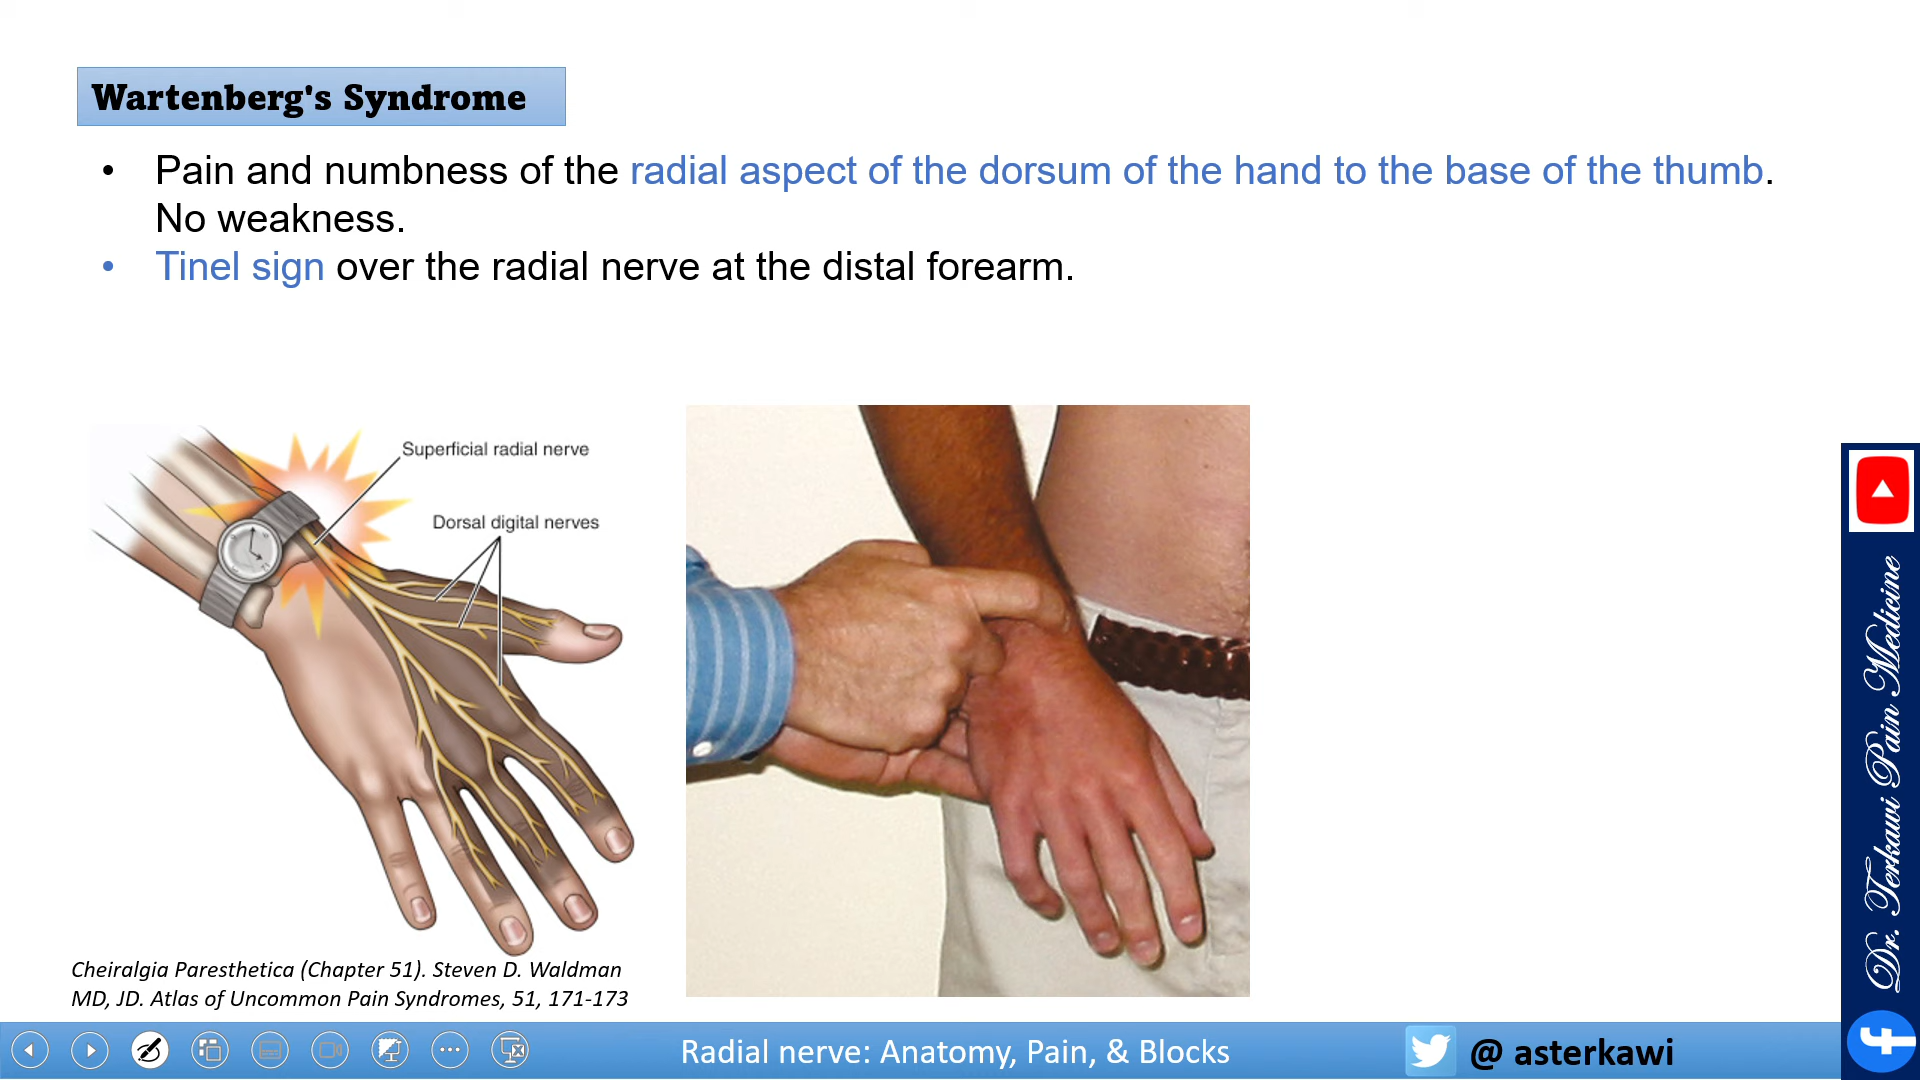 Wartenberg's Syndrome
• Pain and numbness of the radial aspect of the dorsum of the hand to the base of the thumb.
No weakness.
• Tinel sign over the radial nerve at the distal forearm.
Superficial radial nerve
Dorsal digital nerves
Cheiralgia Paresthetica (Chapter 51). Steven D. Waldman
MD, JD. Atlas of Uncommon Pain Syndromes, 51, 171-173
Radial nerve: Anatomy, Pain, & Blocks
@ asterkawi
Dr. Terkawi Pain Medicine